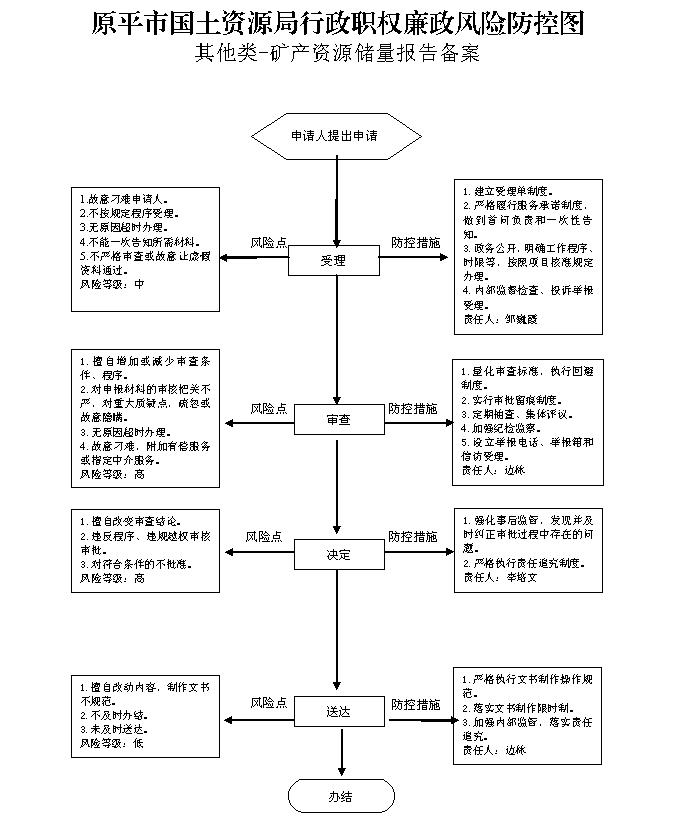 原平市国土资源局行政职权廉政风险防控图
其他类-矿产资源储量报告备案
申请人提出申请
1.故意刁难申请人。
2.不按规定程序受理。
3.无原因超时办理。
4.不能一次告知所需材料。
5.不严格审查或故意让虚假
资料通过。
风险等级：中
风险点
受理
防控措施
1.建立受理单制度。
2.严格履行服务承诺制度，
做到首问负责和一次性告
知。
3.政务公开，明确工作程序、
时限等，按照项目核准规定
办理。
4.内部监督检查、投诉举报
受理。
责任人：邹巍霞
1.擅自增加或减少审查条
件、程序。
2.对申报材料的审核把关不
严，对重大质疑点，疏忽或
故意隐瞒。
3.无原因超时办理。
4.故意刁难，附加有偿服务
或指定中介服务。
风险等级：高
风险点
审查
防控措施
1.量化审查标准，执行回避
制度。
2.实行审批留痕制度。
3.定期抽查、集体评议。
4.加强纪检监察。
5.设立举报电话、举报箱和
信访受理。
责任人：边林
1.擅自改变审查结论。
2.违反程序、违规越权审核
审批。
3.对符合条件的不批准。
风险等级：高
风险点
决定
防控措施
1.强化事后监管，发现并及
时纠正审批过程中存在的问
题。
2.严格执行责任追究制度。
责任人：李培文
1.擅自改动内容，制作文书
不规范。
2.不及时办结。
3.未及时送达。
风险等级：低
风险点
送达
防控措施
1.严格执行文书制作操作规
范。
2.落实文书制作限时制。
3.加强内部监管，落实责任
追究。
责任人：边林
办结